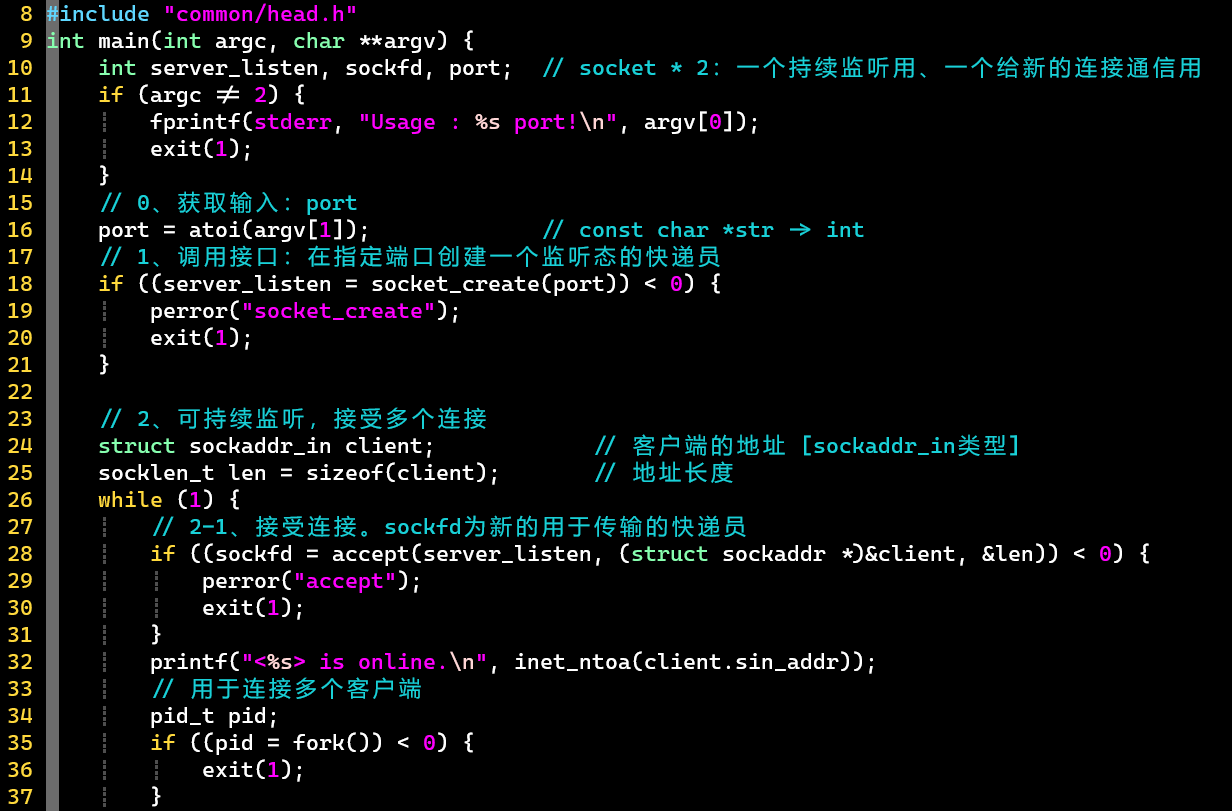 8 #include "common/head.h"
9 int main(int argc, char **argv) {
10     int server_listen, sockfd, port;  // socket * 2：一个持续监听用、一个给新的连接通信用
11     if (argc != 2) {
12         fprintf(stderr, "Usage : %s port!\n", argv[0]);
13         exit(1);
14     }
15     // 0、获取输入：port
16     port = atoi(argv[1]);             // const char *str -> int
17     // 1、调用接口：在指定端口创建一个监听态的快递员
18     if ((server_listen = socket_create(port)) < 0) {
19         perror("socket_create");
20         exit(1);
21     }
22
23     // 2、可持续监听，接受多个连接
24     struct sockaddr_in client;            // 客户端的地址 [sockaddr_in类型]
25     socklen_t len = sizeof(client);       // 地址长度
26     while (1) {
27         // 2-1、接受连接。sockfd为新的用于传输的快递员
28         if ((sockfd = accept(server_listen, (struct sockaddr *)&client, &len)) < 0) {
29             perror("accept");
30             exit(1);
31         }
32         printf("<%s> is online.\n", inet_ntoa(client.sin_addr));
33         // 用于连接多个客户端
34         pid_t pid;
35         if ((pid = fork()) < 0) {
36             exit(1);
37         }